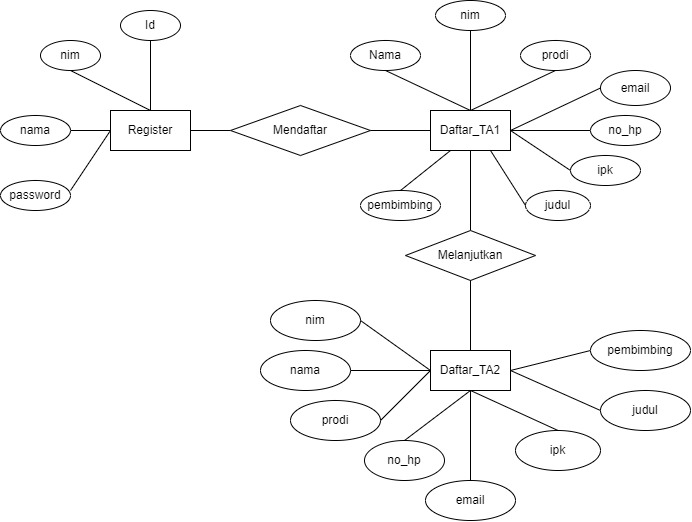 Id
nim
nim
Nama
prodi
email
nama
Register
Mendaftar
Daftar_TA1
no_hp
ipk
password
pembimbing
judul
Melanjutkan
nim
pembimbing
nama
Daftar_TA2
prodi
judul
no_hp
ipk
email